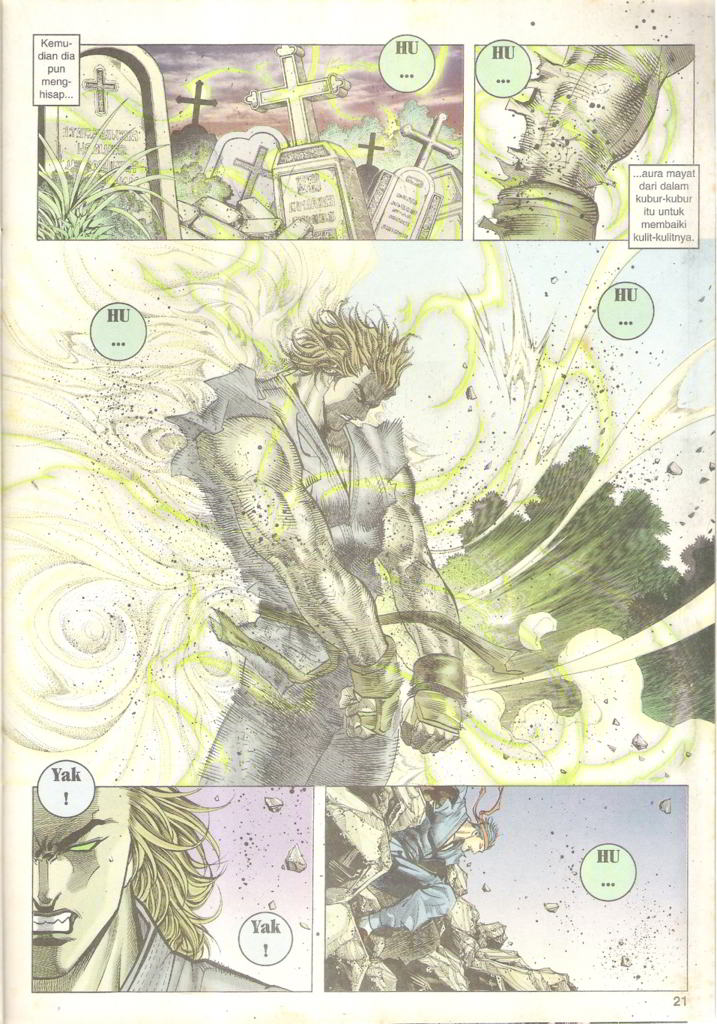 Kemu-
dian dia
pun
meng-
hisap...
HU
...
HU
...
...aura mayat
dari dalam
kubur-kubur
itu untuk
membaiki
kulit-kulitnya.
HU
...
HU
...
Yak
!
Yak
!
HU
...
21